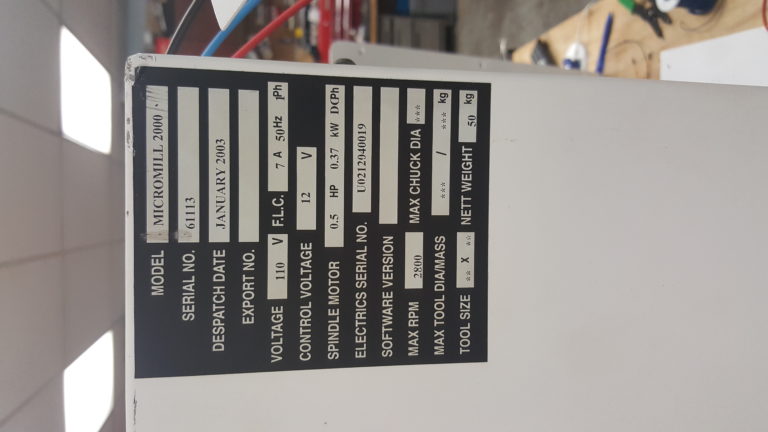 MODEL MICROMILL 2000
SERIAL NO. 61113
DESPATCH DATE JANUARY 2003
EXPORT NO.
VOLTAGE 110 V F.L.C. 7 A 50Hz 1Ph
CONTROL VOLTAGE 12 V
SPINDLE MOTOR 0.5 HP 0.37 kW DCPh
ELECTRICS SERIAL NO. U0212040019
SOFTWARE VERSION
MAX RPM 2800 MAX CHUCK DIA ***
MAX TOOL DIA/MASS *** / *** kg
TOOL SIZE ** X ** NETT WEIGHT 50 kg